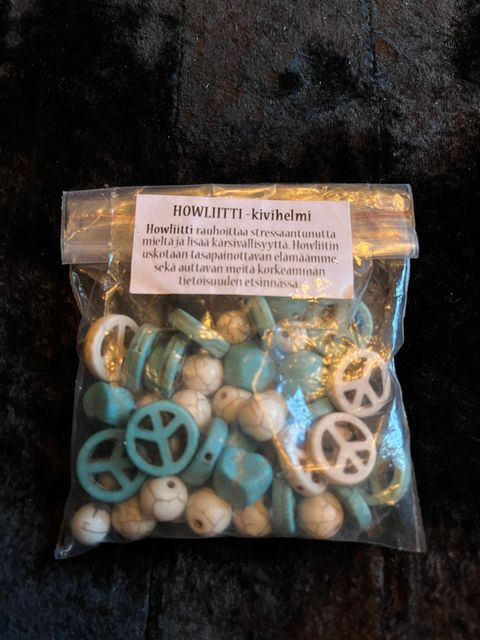 HOWLIITTI -kivihelmi
Howliitti rauhoittaa stressaantunutta
mieltä ja lisää kärsivällisyyttä. Howliitin
uskotaan tasapainottavan elämäämme,
sekä auttavan meitä korkeamman
tietoisuuden etsinnässä.